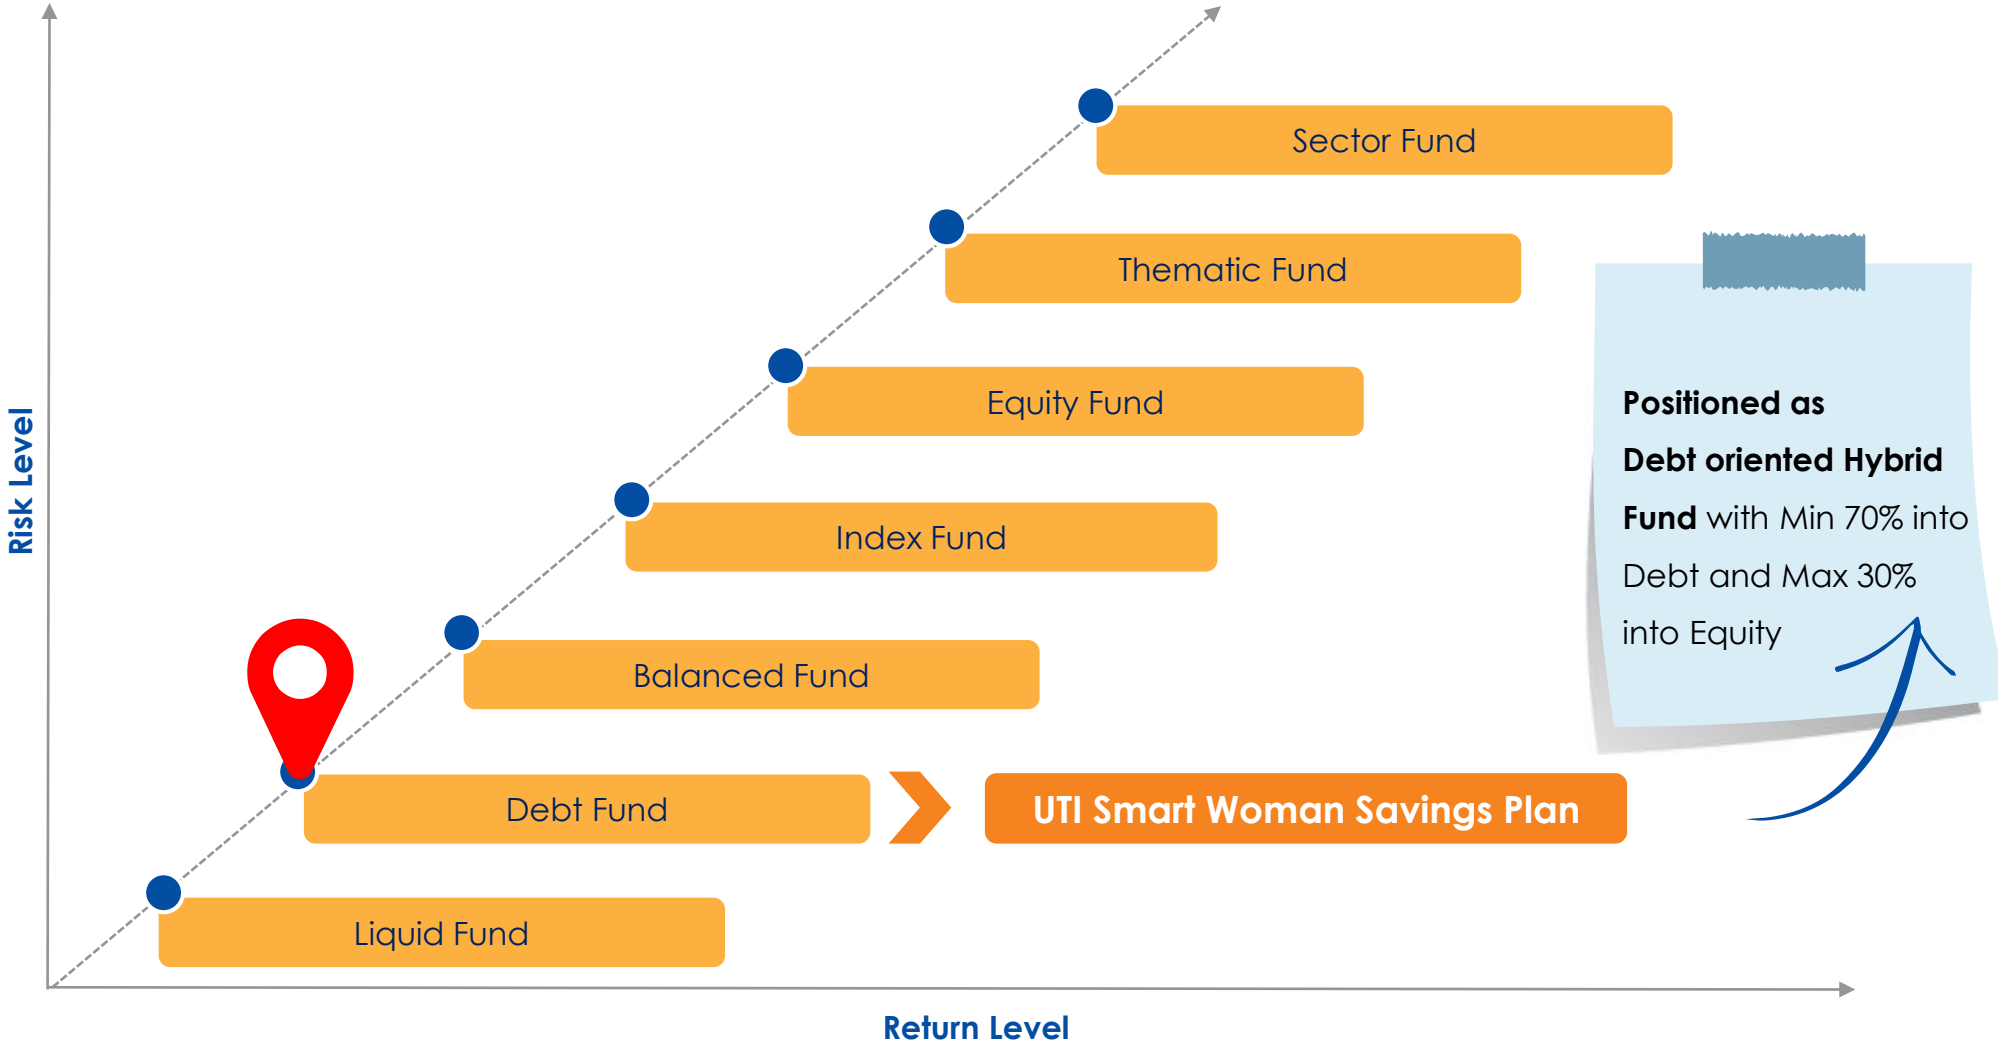 Sector Fund
Thematic Fund
Equity Fund
Index Fund
Balanced Fund
Debt Fund
UTI Smart Woman Savings Plan
Liquid Fund
Risk Level
Return Level
Positioned as
Debt oriented Hybrid
Fund with Min 70% into
Debt and Max 30%
into Equity